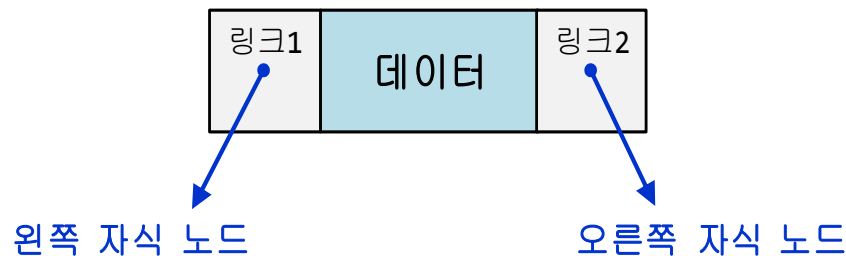 링크1
데이터
링크2
왼쪽 자식 노드
오른쪽 자식 노드